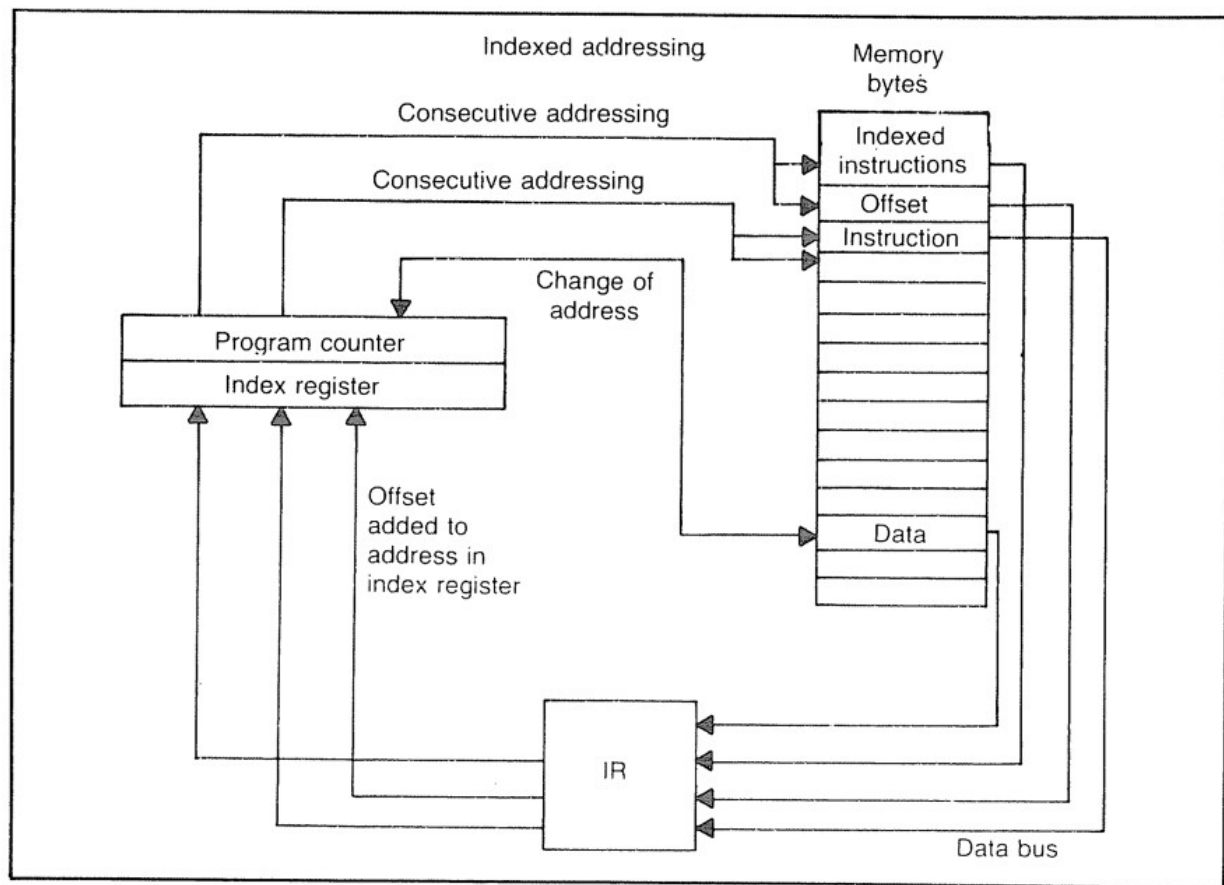 Indexed addressing
Memory
bytes
Consecutive addressing
Indexed
instructions
Consecutive addressing
Offset
Instruction
Change of
address
Program counter
Index register
Offset
added to
address in
index register
Data
IR
Data bus